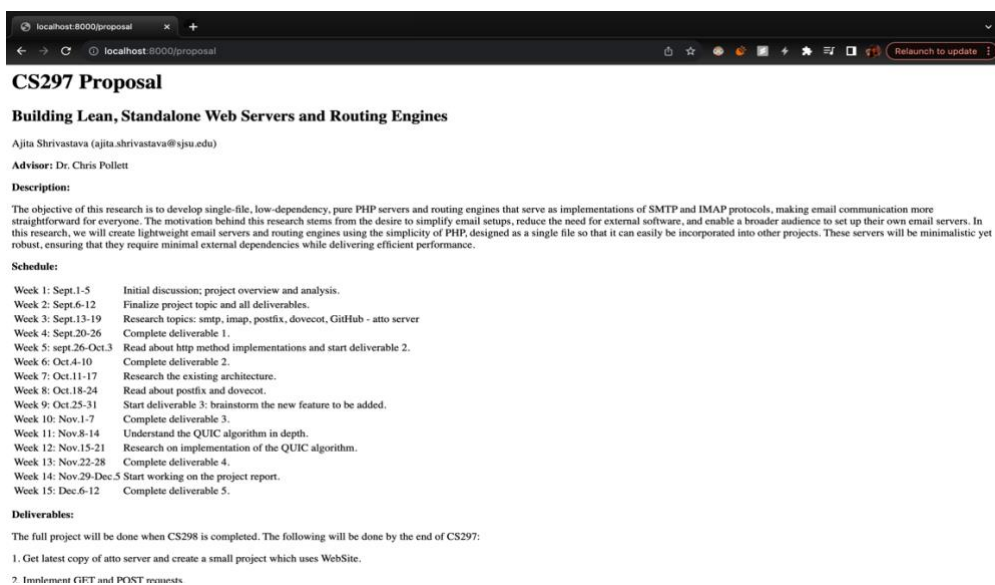 localhost:8000/proposal
localhost:8000/proposal
Relaunch to update
CS297 Proposal
Building Lean, Standalone Web Servers and Routing Engines
Ajita Shrivastava (ajita.shrivastava@sjsu.edu)
Advisor: Dr. Chris Pollett
Description:
The objective of this research is to develop single-file, low-dependency, pure PHP servers and routing engines that serve as implementations of SMTP and IMAP protocols, making email communication more
straightforward for everyone. The motivation behind this research stems from the desire to simplify email setups, reduce the need for external software, and enable a broader audience to set up their own email servers. In
this research, we will create lightweight email servers and routing engines using the simplicity of PHP, designed as a single file so that it can easily be incorporated into other projects. These servers will be minimalistic yet
robust, ensuring that they require minimal external dependencies while delivering efficient performance.
Schedule:
Week 1: Sept.1-5 Initial discussion; project overview and analysis.
Week 2: Sept.6-12 Finalize project topic and all deliverables.
Week 3: Sept.13-19 Research topics: smtp, imap, postfix, dovecot, GitHub - atto server
Week 4: Sept.20-26 Complete deliverable 1.
Week 5: sept.26-Oct.3 Read about http method implementations and start deliverable 2.
Week 6: Oct.4-10 Complete deliverable 2.
Week 7: Oct.11-17 Research the existing architecture.
Week 8: Oct.18-24 Read about postfix and dovecot.
Week 9: Oct.25-31 Start deliverable 3: brainstorm the new feature to be added.
Week 10: Nov.1-7 Complete deliverable 3.
Week 11: Nov.8-14 Understand the QUIC algorithm in depth.
Week 12: Nov.15-21 Research on implementation of the QUIC algorithm.
Week 13: Nov.22-28 Complete deliverable 4.
Week 14: Nov.29-Dec.5 Start working on the project report.
Week 15: Dec.6-12 Complete deliverable 5.
Deliverables:
The full project will be done when CS298 is completed. The following will be done by the end of CS297:
1. Get latest copy of atto server and create a small project which uses WebSite.
2. Implement GET and POST requests.